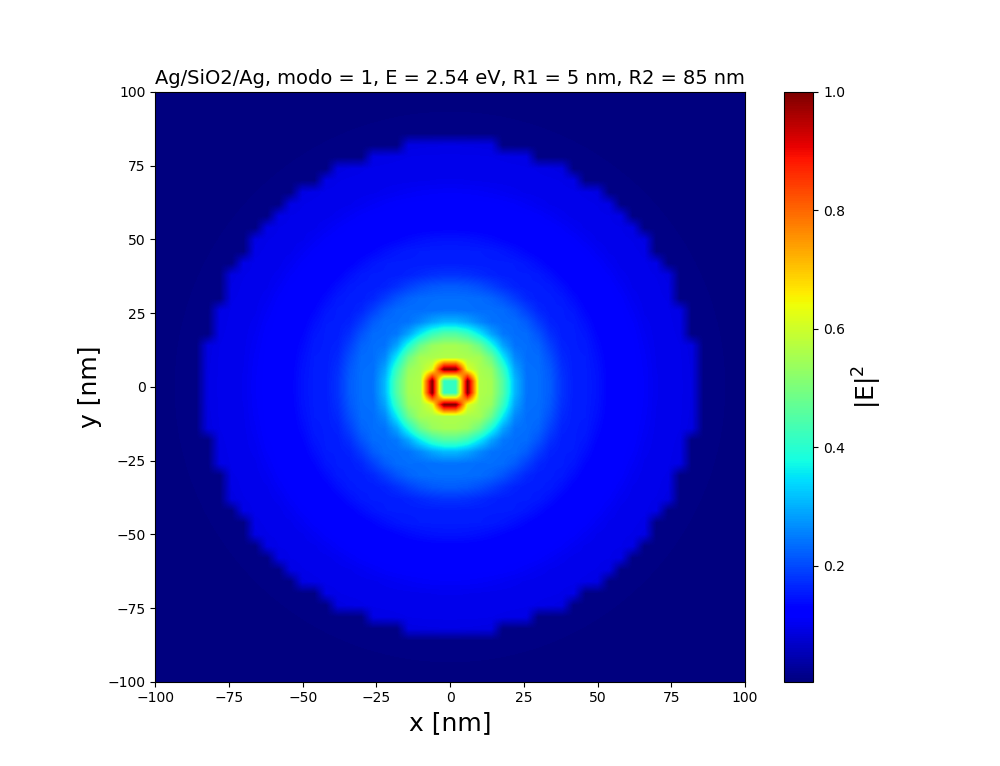 Ag/SiO2/Ag, modo = 1, E = 2.54 eV, R1 = 5 nm, R2 = 85 nm
100
75
50
25
0
−25
−50
−75
−100
y [nm]
−100 −75 −50 −25 0 25 50 75 100
x [nm]
1.0
0.8
0.6
0.4
0.2
|E|²